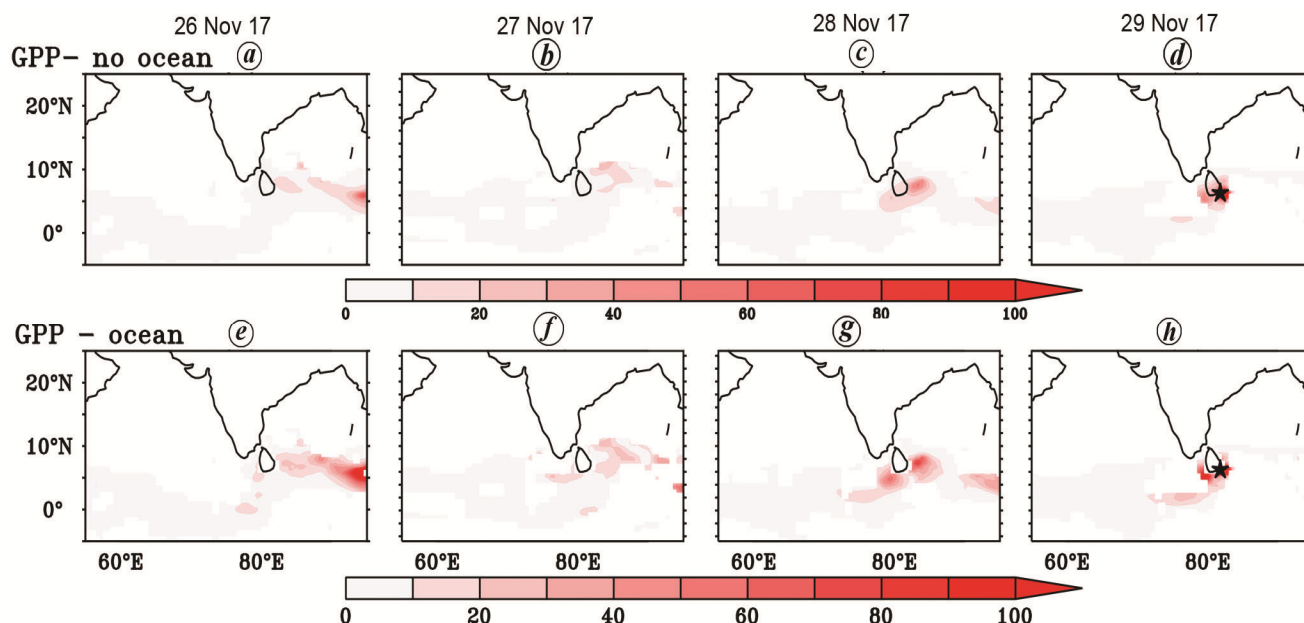 26 Nov 17 27 Nov 17 28 Nov 17 29 Nov 17
GPP- no ocean a b c d
20°N
10°N
0°
0 20 40 60 80 100
GPP - ocean e f g h
20°N
10°N
0°
60°E 80°E 60°E 80°E 60°E 80°E 60°E 80°E
0 20 40 60 80 100